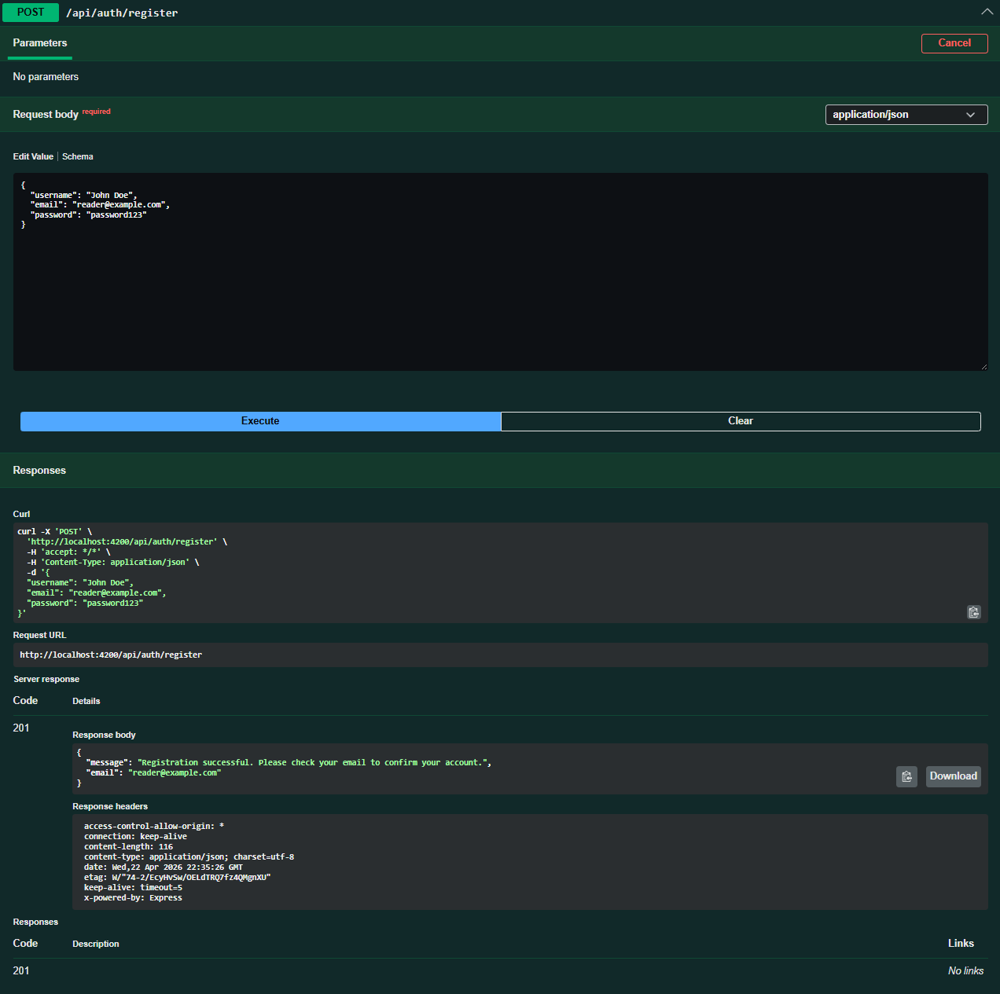 POST /api/auth/register
Parameters
Cancel
No parameters
Request body required
application/json
Edit Value | Schema
{
  "username": "John Doe",
  "email": "reader@example.com",
  "password": "password123"
}
Execute
Clear
Responses
Curl
curl -X 'POST' \
  'http://localhost:4200/api/auth/register' \
  -H 'accept: */*' \
  -H 'Content-Type: application/json' \
  -d '{
  "username": "John Doe",
  "email": "reader@example.com",
  "password": "password123"
}'
Request URL
http://localhost:4200/api/auth/register
Server response
Code Details
201
Response body
{
  "message": "Registration successful. Please check your email to confirm your account.",
  "email": "reader@example.com"
}
Download
Response headers
access-control-allow-origin: *
connection: keep-alive
content-length: 116
content-type: application/json; charset=utf-8
date: Wed,22 Apr 2026 22:35:26 GMT
etag: W/"74-2/EcyHvSw/OELdTRQ7fz4QMgnXU"
keep-alive: timeout=5
x-powered-by: Express
Responses
Code Description Links
201 No links